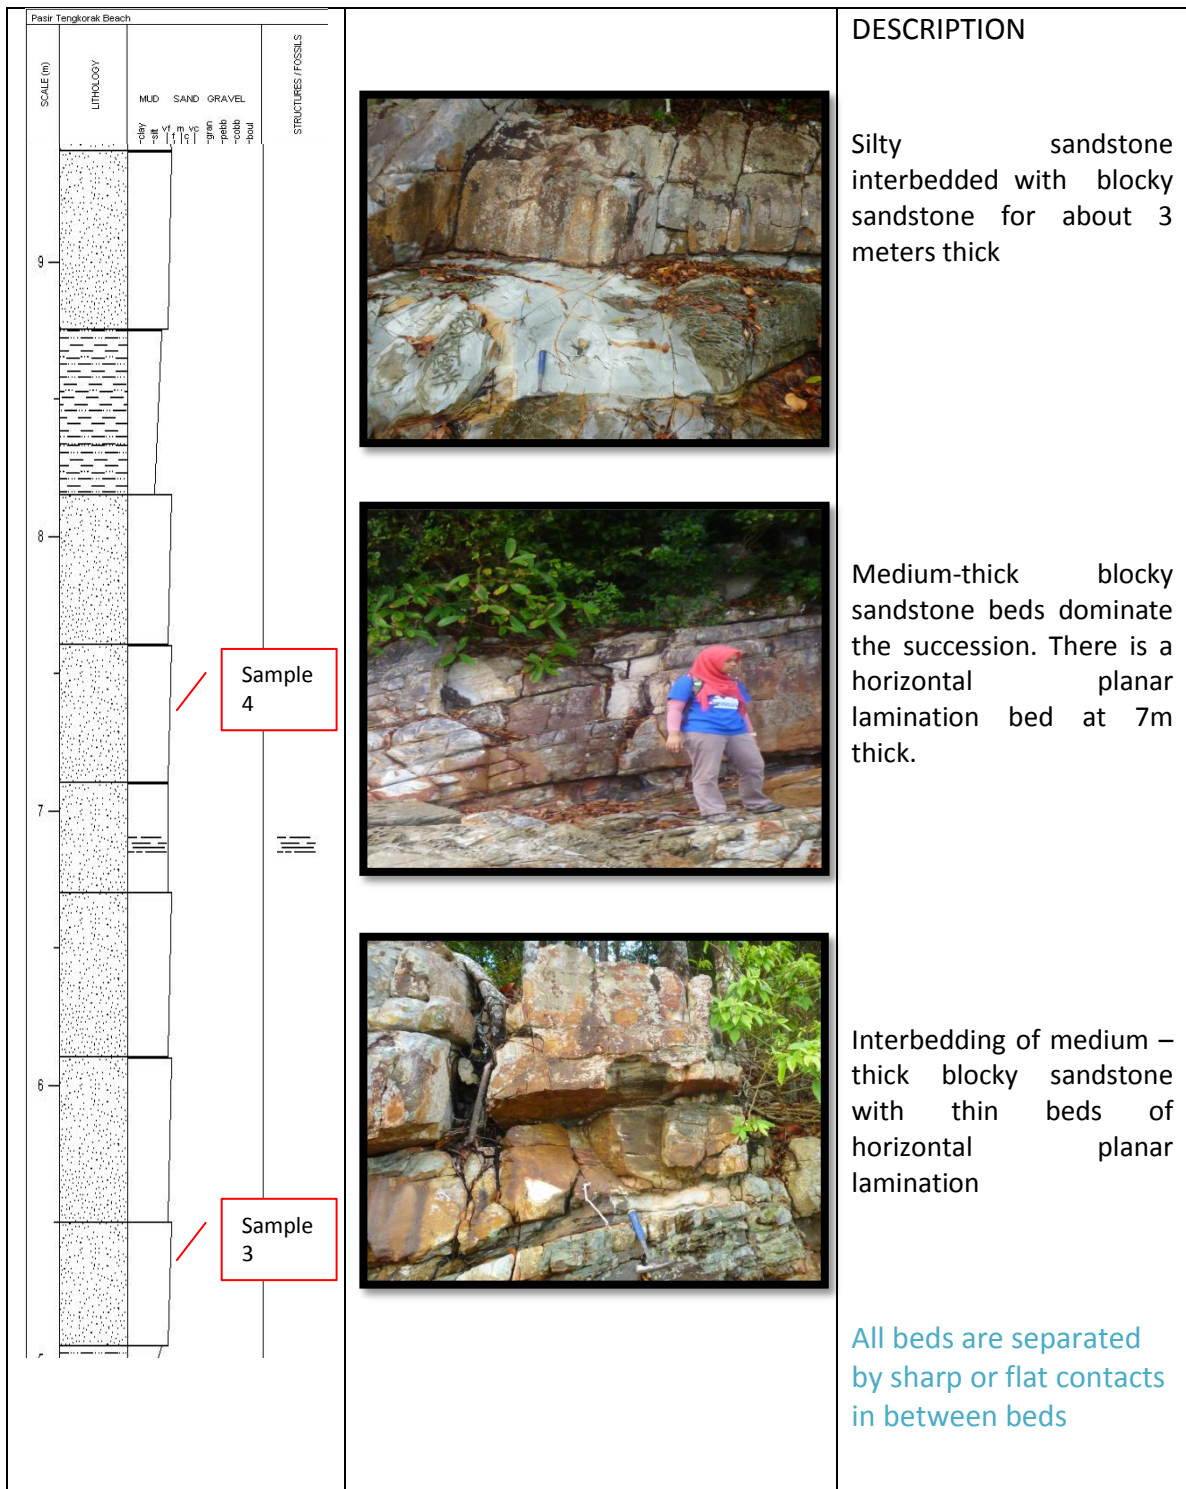 Pasir Tengkorak Beach
SCALE (m)
LITHOLOGY
MUD SAND GRAVEL
clay
silt
vf
f
m
c
vc
gran
pebb
cobb
boul
STRUCTURES / FOSSILS
9
8
7
6
Sample
4
Sample
3
DESCRIPTION
Silty sandstone
interbedded with blocky
sandstone for about 3
meters thick
Medium-thick blocky
sandstone beds dominate
the succession. There is a
horizontal planar
lamination bed at 7m
thick.
Interbedding of medium –
thick blocky sandstone
with thin beds of
horizontal planar
lamination
All beds are separated
by sharp or flat contacts
in between beds